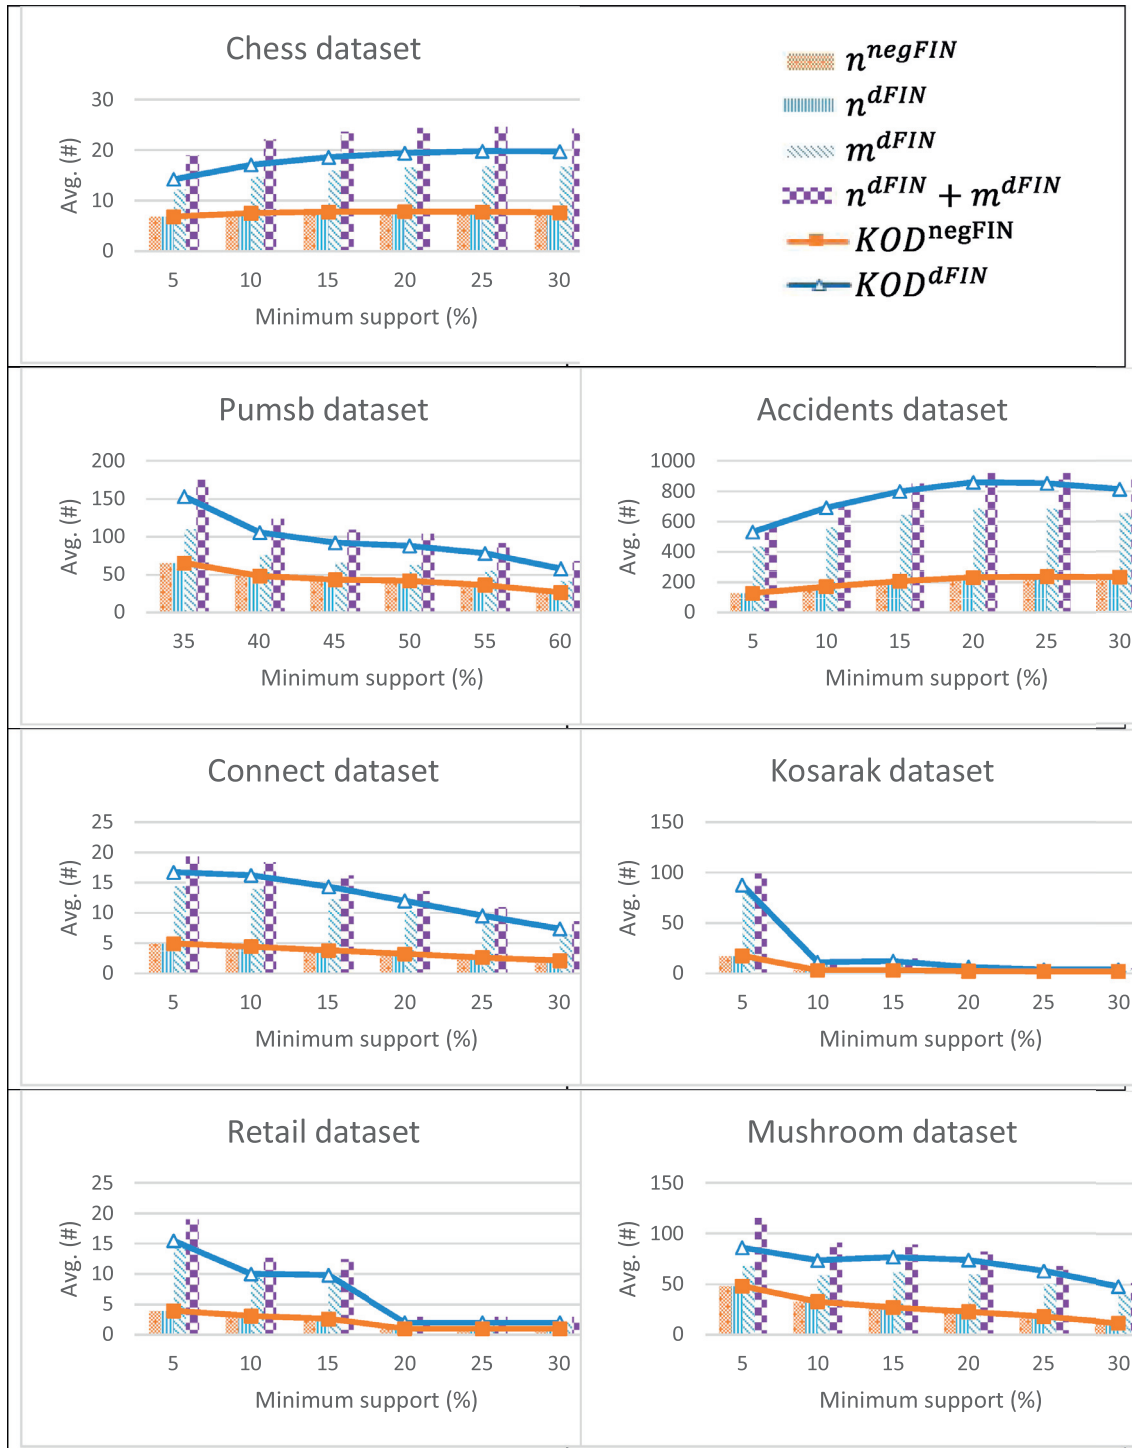 Chess dataset
30
20
10
0
Avg. (#)
5 10 15 20 25 30
Minimum support (%)
n^negFIN
n^dFIN
m^dFIN
n^dFIN + m^dFIN
KOD^negFIN
KOD^dFIN
Pumsb dataset
200
150
100
50
0
Avg. (#)
35 40 45 50 55 60
Minimum support (%)
Accidents dataset
1000
800
600
400
200
0
Avg. (#)
5 10 15 20 25 30
Minimum support (%)
Connect dataset
25
20
15
10
5
0
Avg. (#)
5 10 15 20 25 30
Minimum support (%)
Kosarak dataset
150
100
50
0
Avg. (#)
5 10 15 20 25 30
Minimum support (%)
Retail dataset
25
20
15
10
5
0
Avg. (#)
5 10 15 20 25 30
Minimum support (%)
Mushroom dataset
150
100
50
0
Avg. (#)
5 10 15 20 25 30
Minimum support (%)